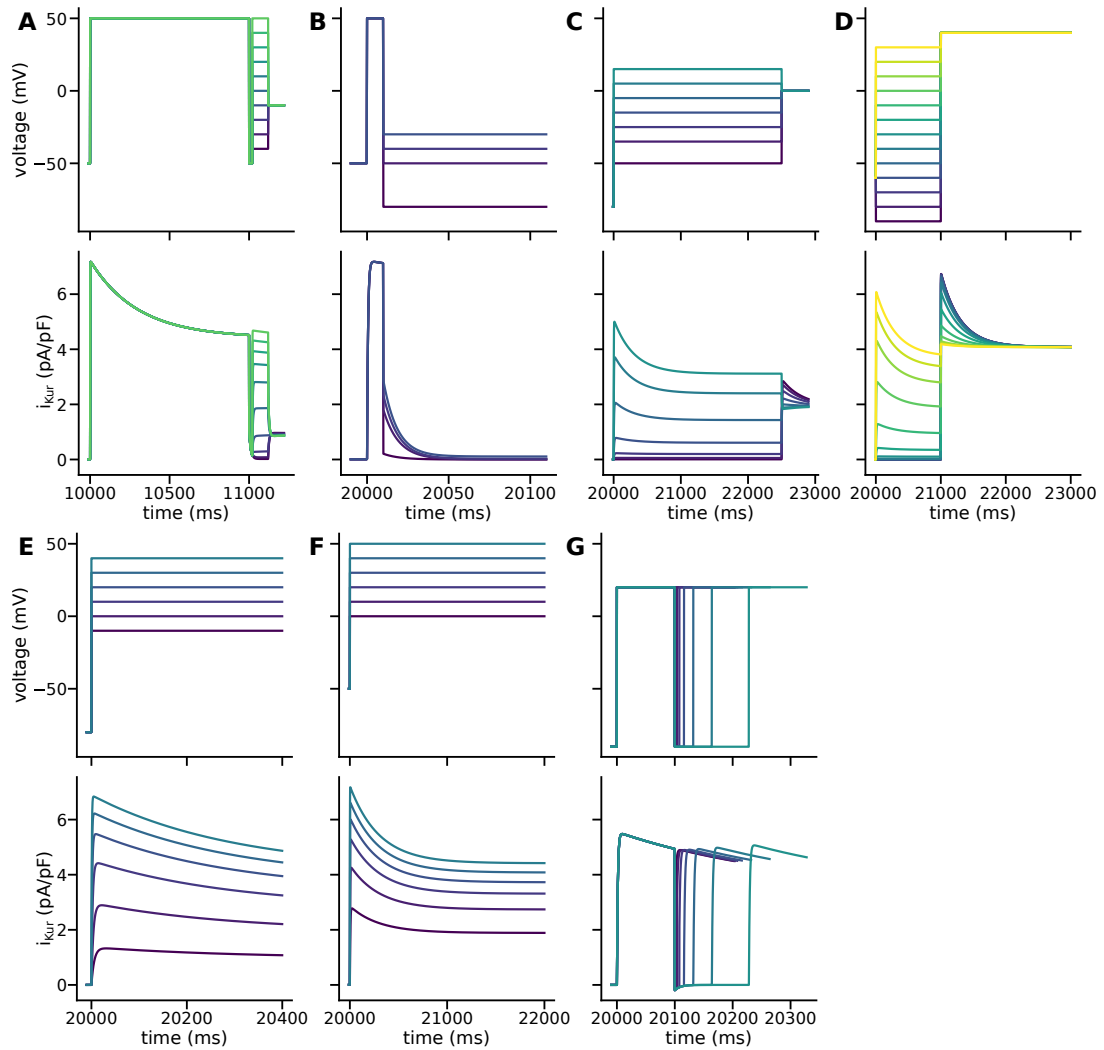 A
B
C
D
voltage (mV)
50
0
−50
i_Kur (pA/pF)
6
4
2
0
10000 10500 11000
20000 20050 20100
20000 21000 22000 23000
20000 21000 22000 23000
time (ms)
time (ms)
time (ms)
time (ms)
E
F
G
voltage (mV)
50
0
−50
i_Kur (pA/pF)
6
4
2
0
20000 20200 20400
20000 21000 22000
20000 20100 20200 20300
time (ms)
time (ms)
time (ms)